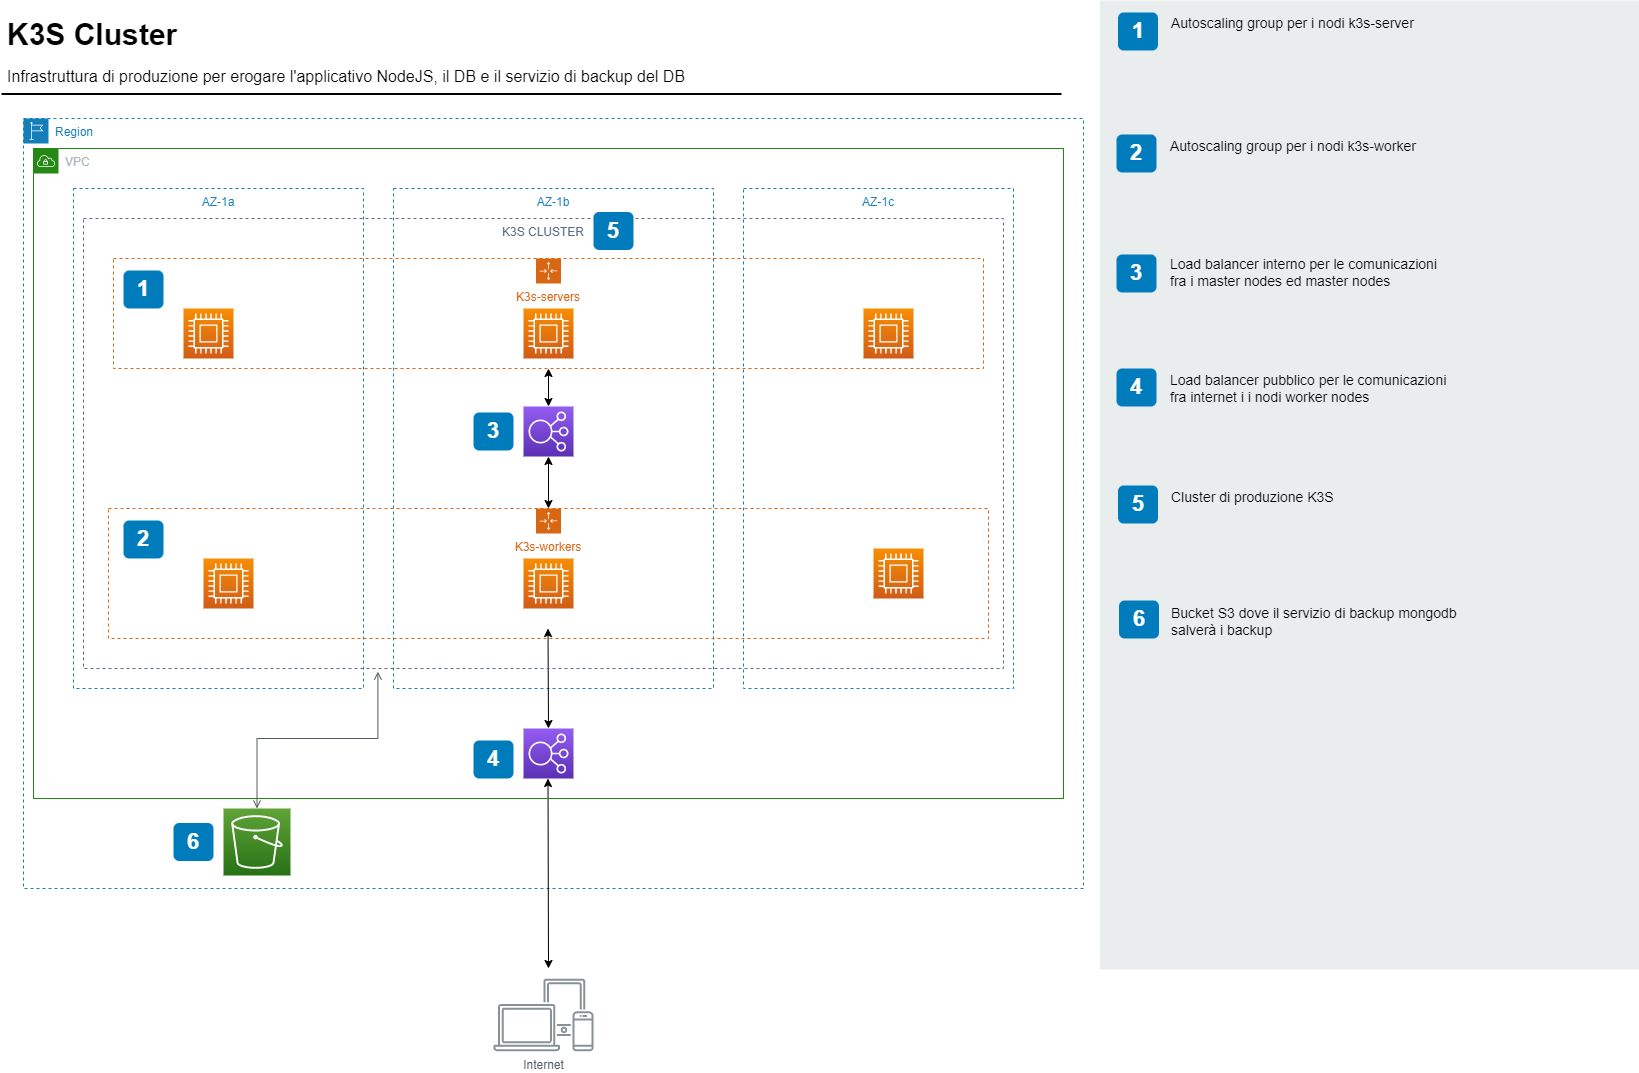 K3S Cluster
Infrastruttura di produzione per erogare l'applicativo NodeJS, il DB e il servizio di backup del DB
Region
VPC
AZ-1a
AZ-1b
AZ-1c
K3S CLUSTER
5
1
K3s-servers
3
2
K3s-workers
4
6
Internet
1
Autoscaling group per i nodi k3s-server
2
Autoscaling group per i nodi k3s-worker
3
Load balancer interno per le comunicazioni
fra i master nodes ed master nodes
4
Load balancer pubblico per le comunicazioni
fra internet i i nodi worker nodes
5
Cluster di produzione K3S
6
Bucket S3 dove il servizio di backup mongodb
salverà i backup